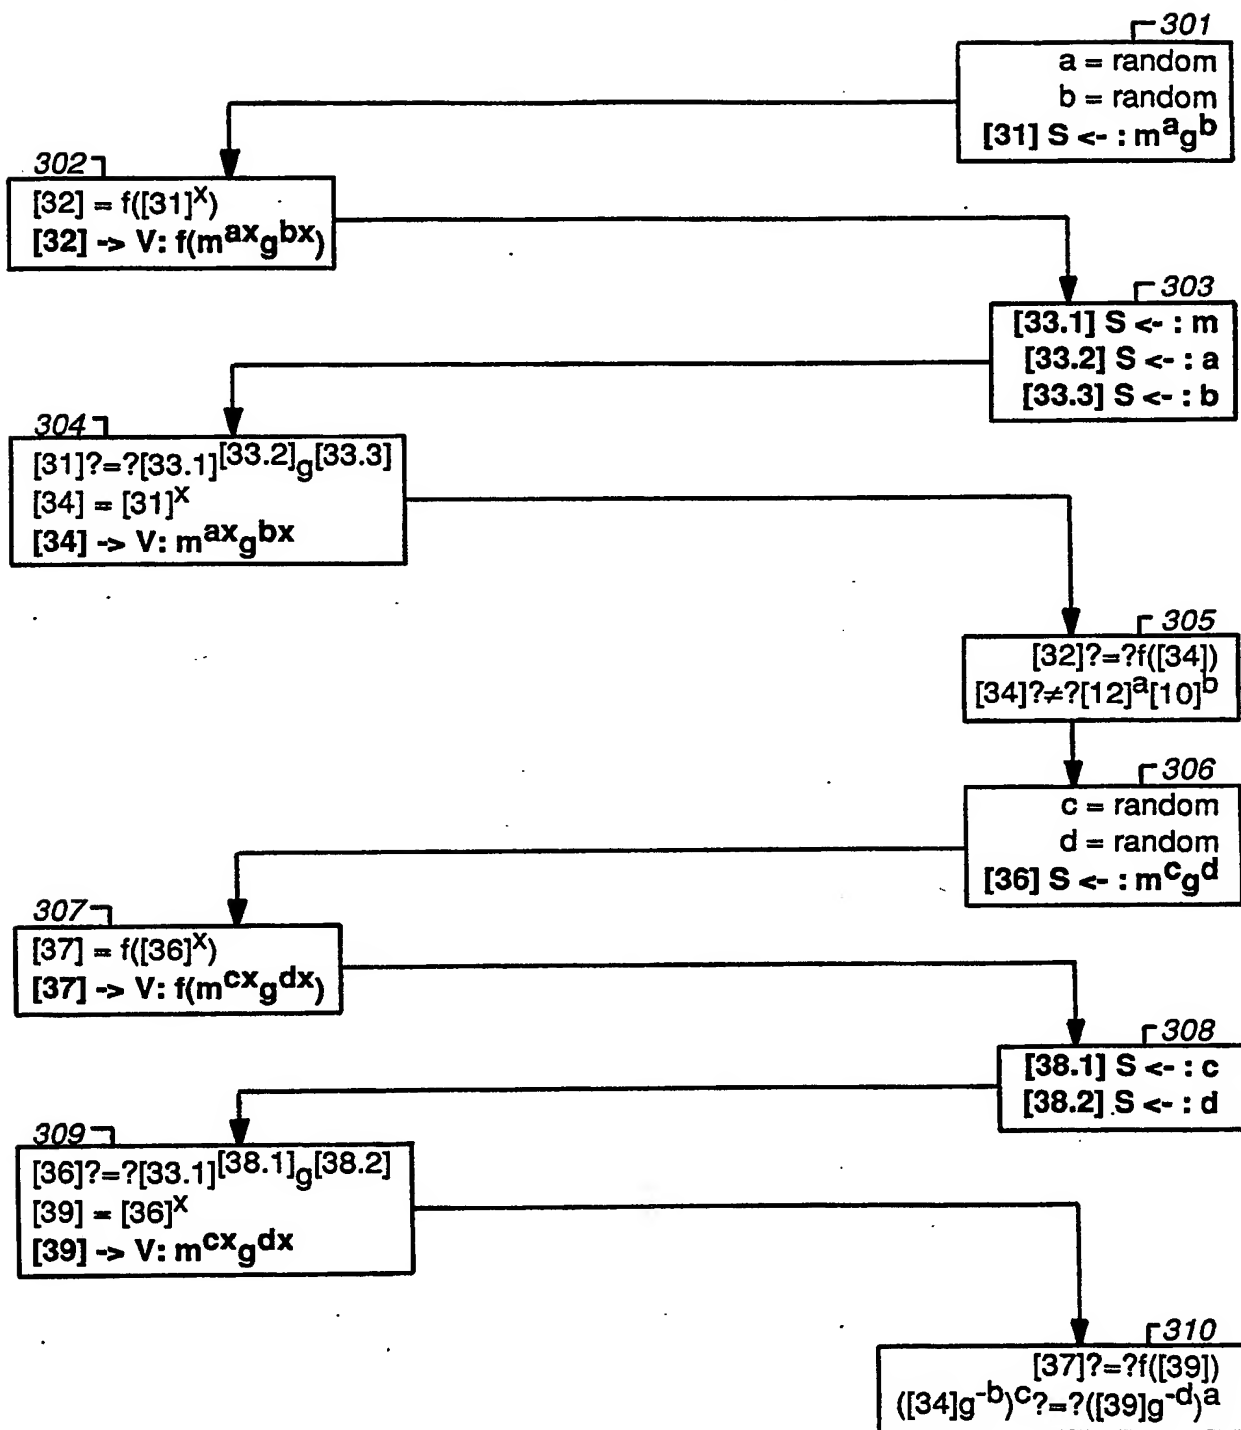 301
a = random
b = random
[31] S <- : m^a g^b
302
[32] = f([31]^x)
[32] -> V: f(m^ax g^bx)
303
[33.1] S <- : m
[33.2] S <- : a
[33.3] S <- : b
304
[31]?=?[33.1]^[33.2] g^[33.3]
[34] = [31]^x
[34] -> V: m^ax g^bx
305
[32]?=?f([34])
[34]?≠?[12]^a[10]^b
306
c = random
d = random
[36] S <- : m^c g^d
307
[37] = f([36]^x)
[37] -> V: f(m^cx g^dx)
308
[38.1] S <- : c
[38.2] S <- : d
309
[36]?=?[33.1]^[38.1] g^[38.2]
[39] = [36]^x
[39] -> V: m^cx g^dx
310
[37]?=?f([39])
([34]g^-b)^c?=?([39]g^-d)^a